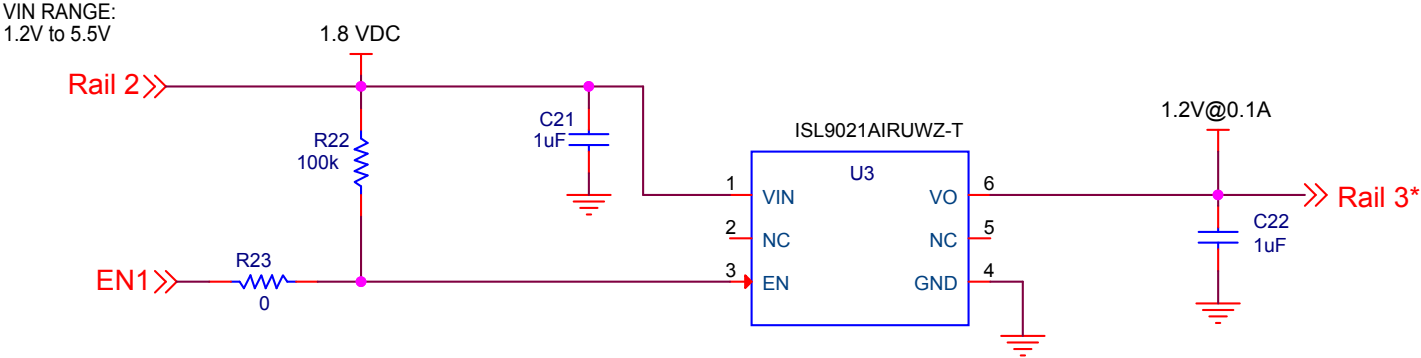 VIN RANGE:
1.2V to 5.5V
1.8 VDC
Rail 2
R22
100k
C21
1uF
ISL9021AIRUWZ-T
U3
1
VIN
2
NC
3
EN
VO
6
NC
5
GND
4
1.2V@0.1A
Rail 3*
C22
1uF
EN1
R23
0